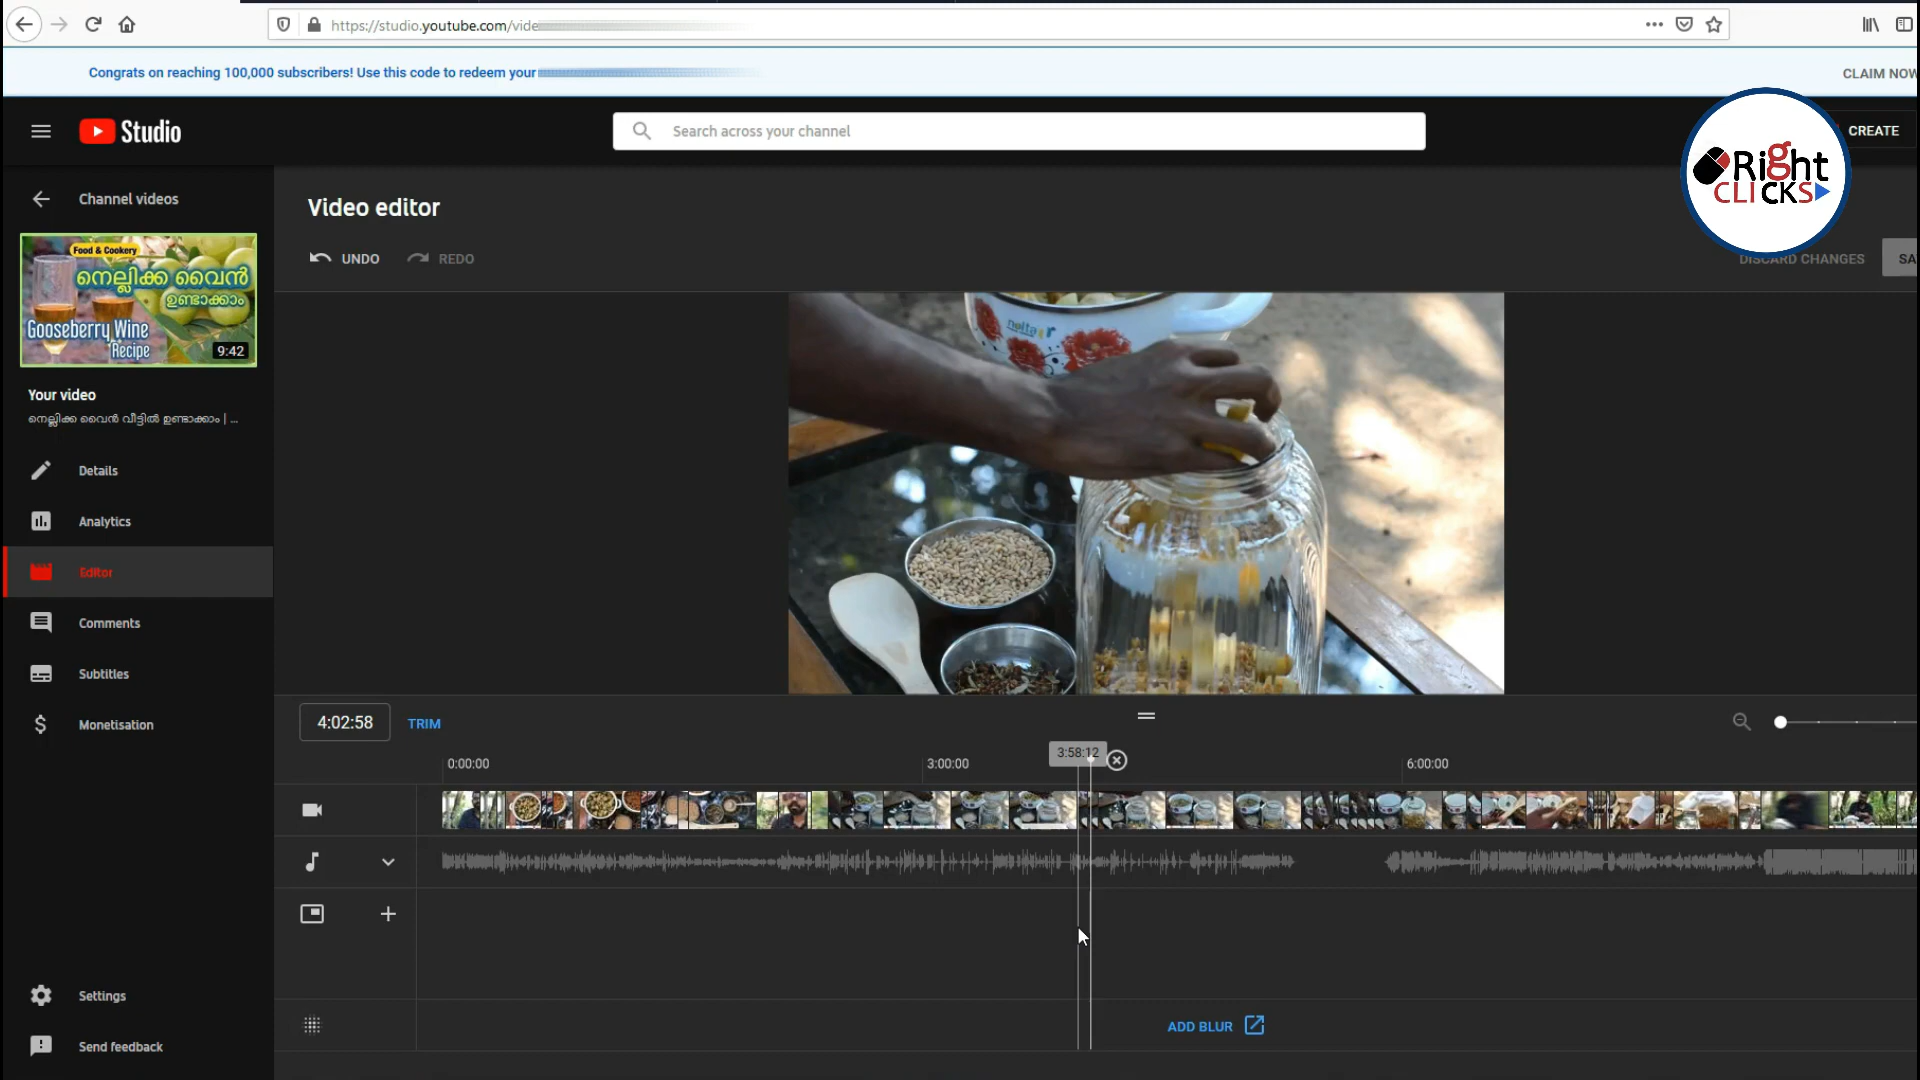 https://studio.youtube.com/vide
Congrats on reaching 100,000 subscribers! Use this code to redeem your
CLAIM NOW
Studio
Search across your channel
CREATE
Right
CLICKS
Channel videos
Video editor
UNDO
REDO
DISCARD CHANGES
SA
Food & Cookery
നെല്ലിക്ക വൈൻ
ഉണ്ടാക്കാം
Gooseberry Wine
Recipe
9:42
Your video
നെല്ലിക്ക വൈൻ വീട്ടിൽ ഉണ്ടാക്കാം | ...
Details
Analytics
Editor
Comments
Subtitles
Monetisation
4:02:58
TRIM
3:58:12
0:00:00
3:00:00
6:00:00
ADD BLUR
Settings
Send feedback